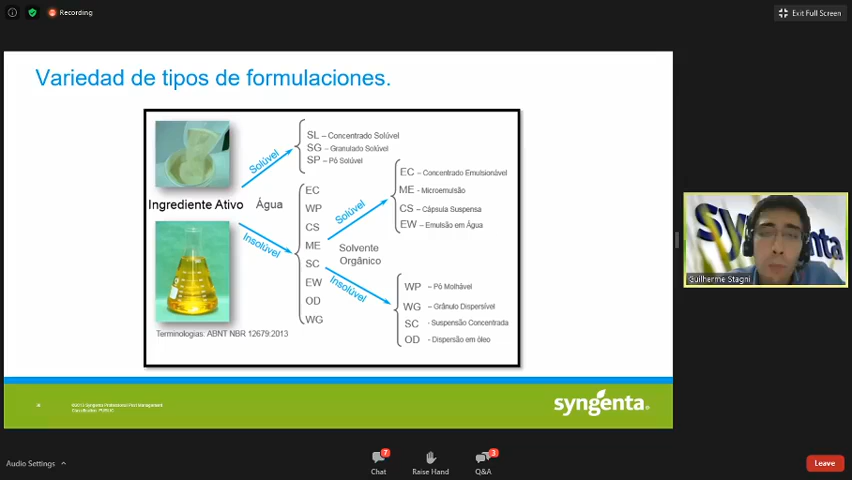 Recording
Exit Full Screen
Variedad de tipos de formulaciones.
SL – Concentrado Solúvel
SG – Granulado Solúvel
SP – Pó Solúvel
Solúvel
Ingrediente Ativo
Água
Insolúvel
EC
WP
CS
ME
SC
EW
OD
WG
Solúvel
Solvente
Orgânico
Insolúvel
EC – Concentrado Emulsionável
ME - Microemulsão
CS – Cápsula Suspensa
EW – Emulsão em Água
WP – Pó Molhável
WG – Grânulo Dispersível
SC - Suspensão Concentrada
OD - Dispersão em óleo
Terminologias: ABNT NBR 12679:2013
syngenta
Syngenta
Guilherme Stagni
Audio Settings
7
Chat
Raise Hand
3
Q&A
Leave